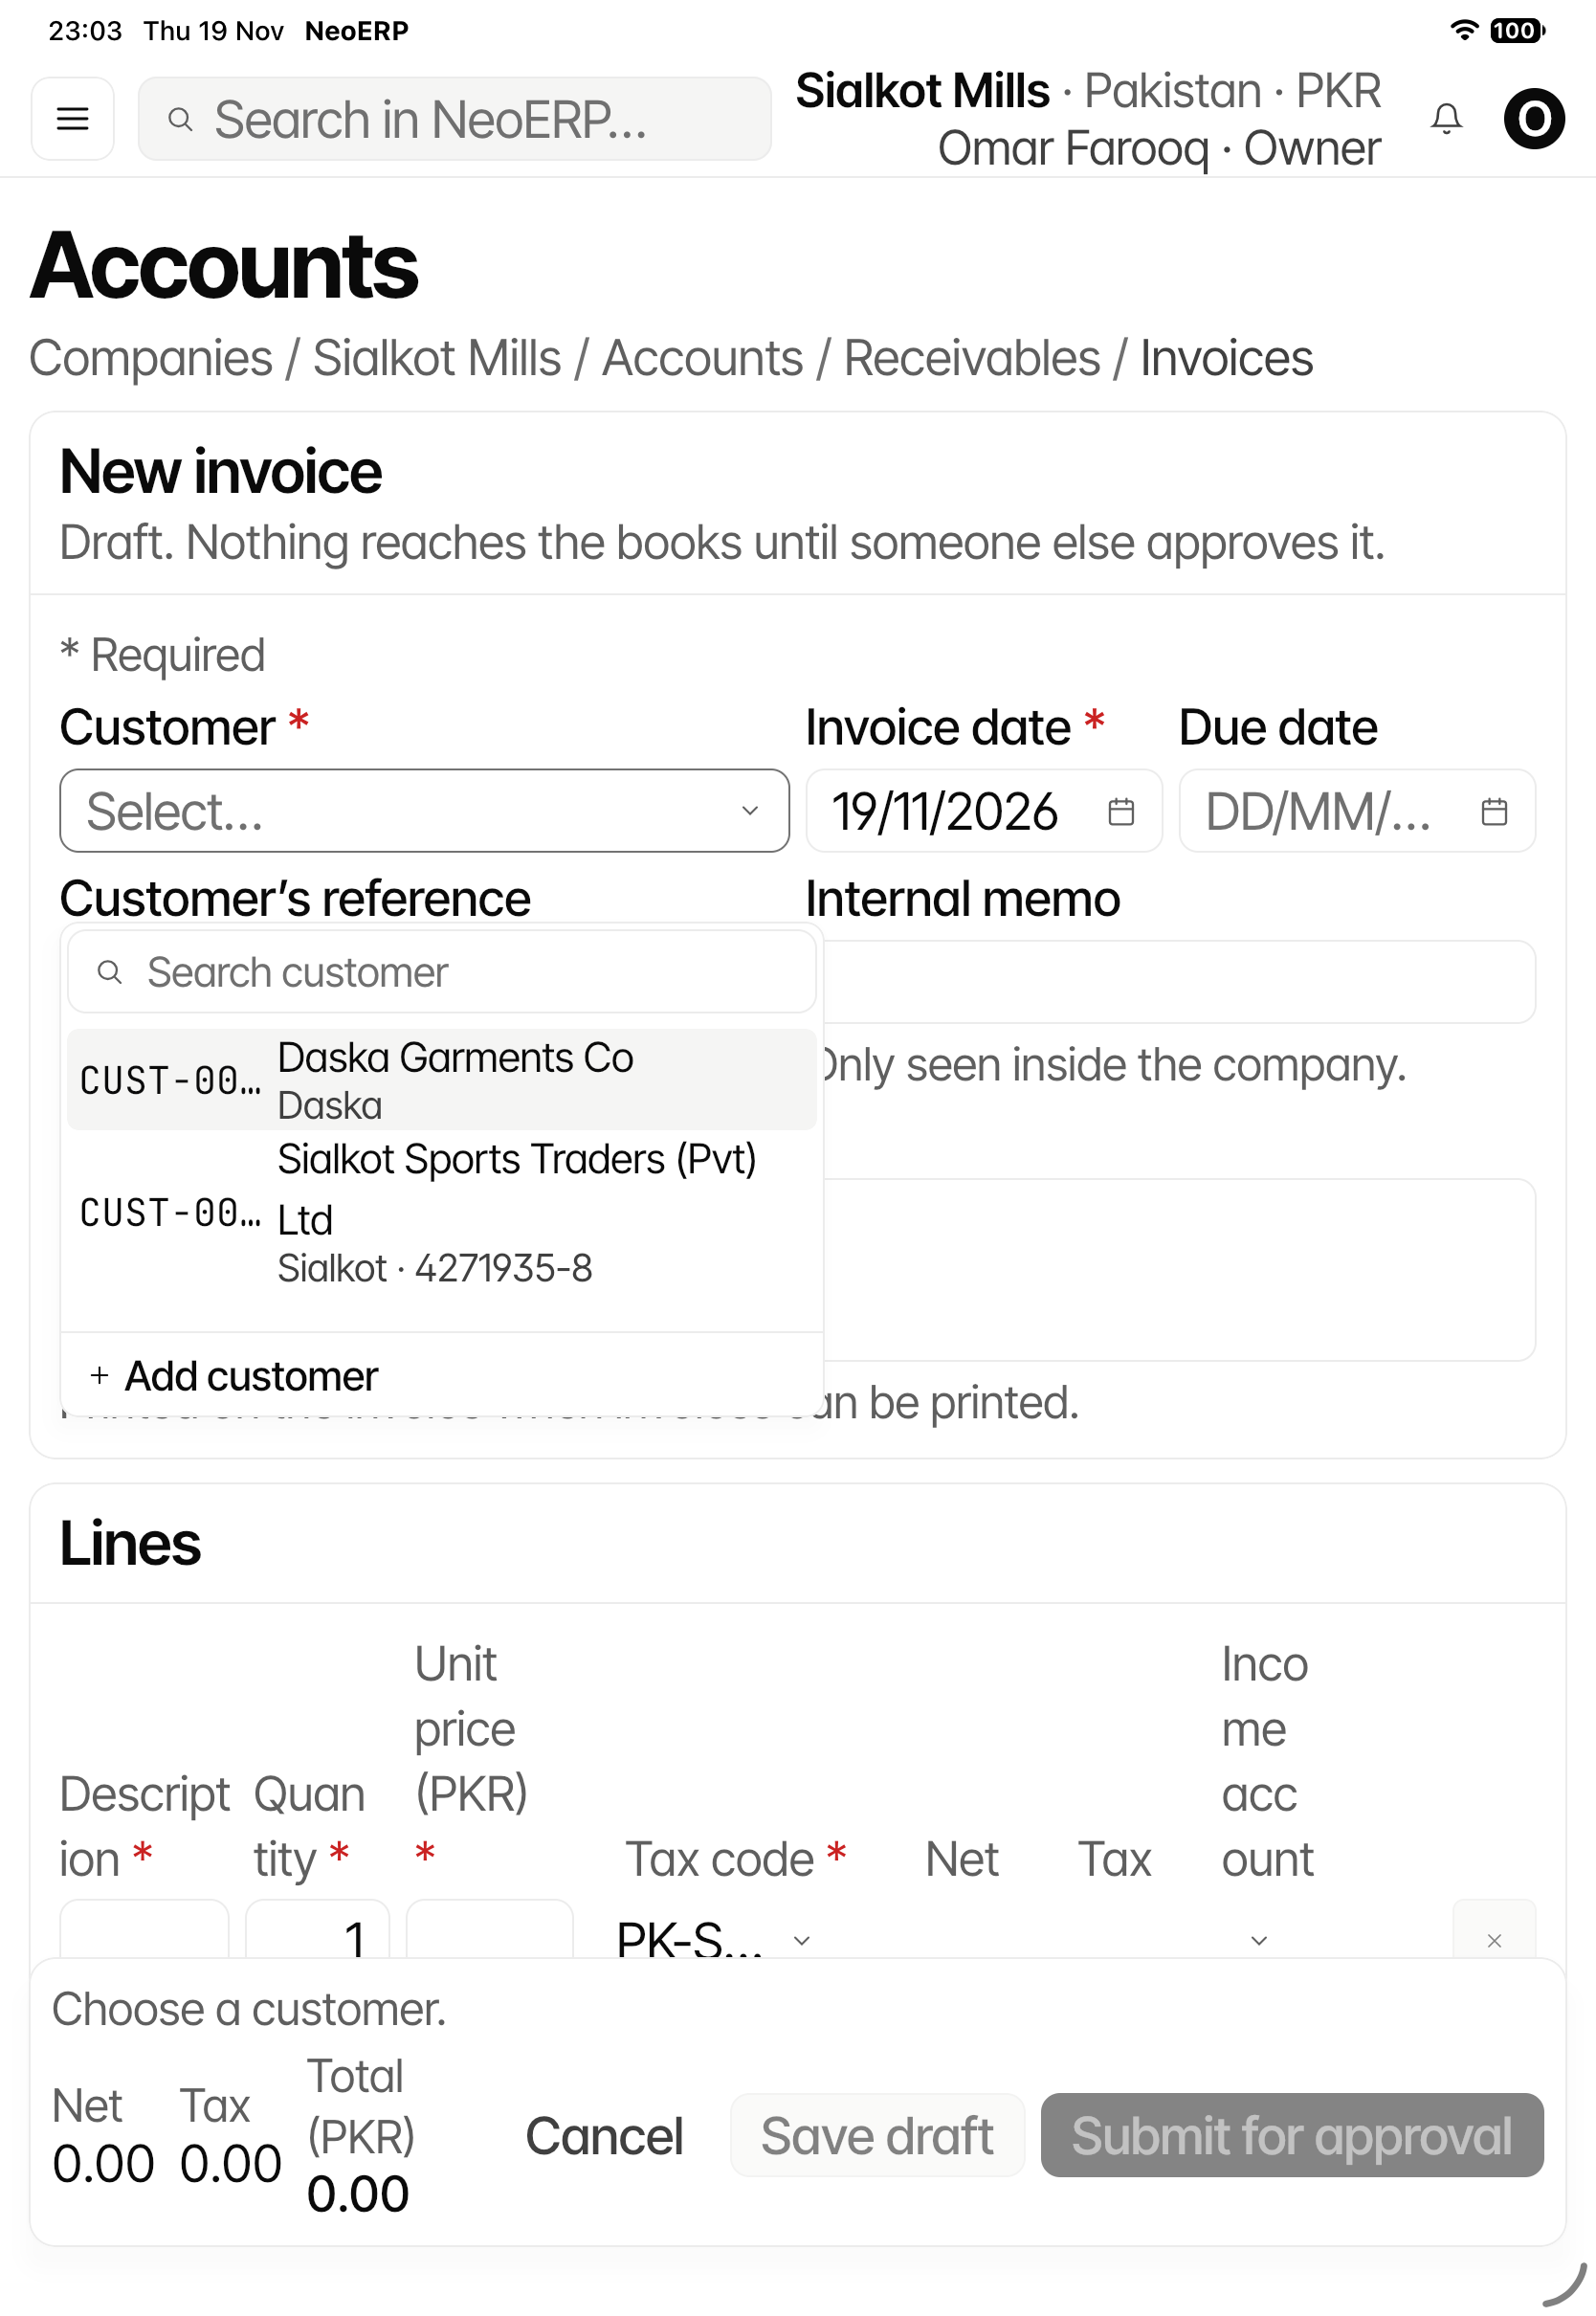 23:03 Thu 19 Nov NeoERP
100
Search in NeoERP...
Sialkot Mills · Pakistan · PKR
Omar Farooq · Owner
O
Accounts
Companies / Sialkot Mills / Accounts / Receivables / Invoices
New invoice
Draft. Nothing reaches the books until someone else approves it.
* Required
Customer *
Invoice date *
Due date
Select...
19/11/2026
DD/MM/...
Customer’s reference
Internal memo
Search customer
CUST-00…
Daska Garments Co
Daska
Only seen inside the company.
CUST-00…
Sialkot Sports Traders (Pvt)
Ltd
Sialkot · 4271935-8
+ Add customer
can be printed.
Lines
Descript
ion *
Quan
tity *
Unit
price
(PKR)
*
Tax code *
Net
Tax
Inco
me
acc
ount
1
PK-S...
Choose a customer.
Net
0.00
Tax
0.00
Total
(PKR)
0.00
Cancel
Save draft
Submit for approval